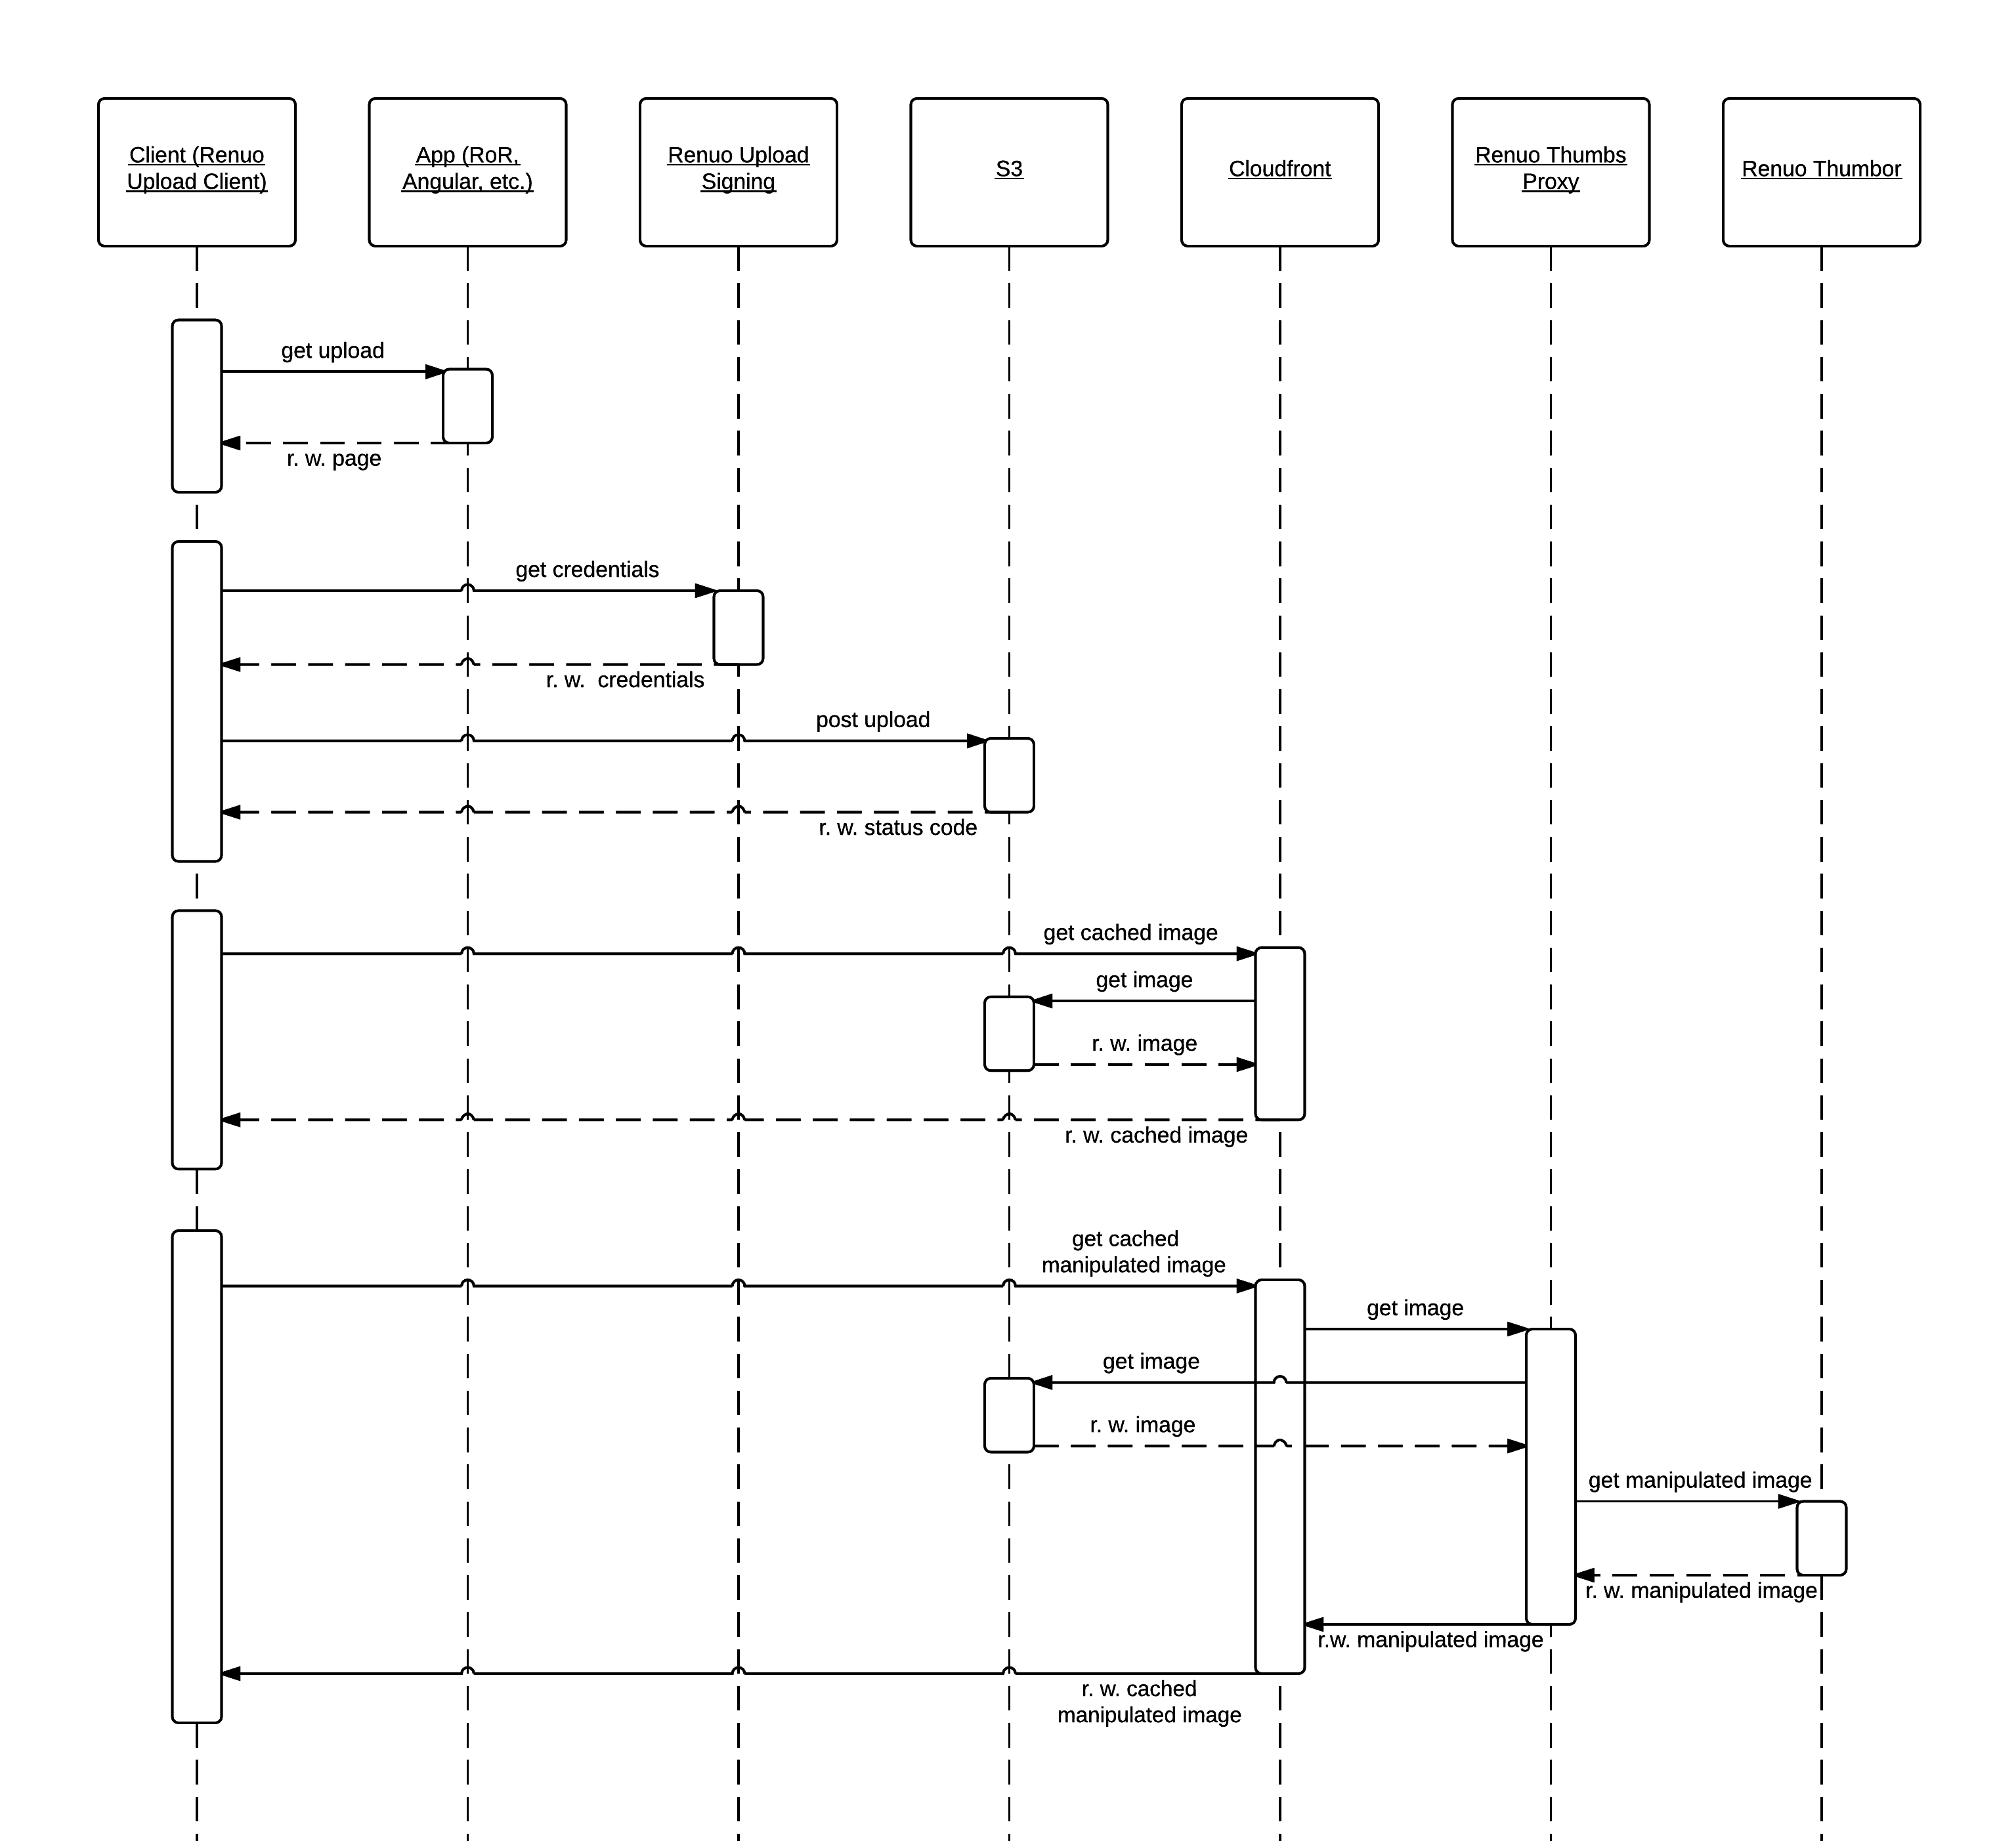 Client (Renuo
Upload Client)
App (RoR,
Angular, etc.)
Renuo Upload
Signing
S3
Cloudfront
Renuo Thumbs
Proxy
Renuo Thumbor
get upload
r. w. page
get credentials
r. w.  credentials
post upload
r. w. status code
get cached image
get image
r. w. image
r. w. cached image
get cached
manipulated image
get image
get image
r. w. image
get manipulated image
r. w. manipulated image
r.w. manipulated image
r. w. cached
manipulated image